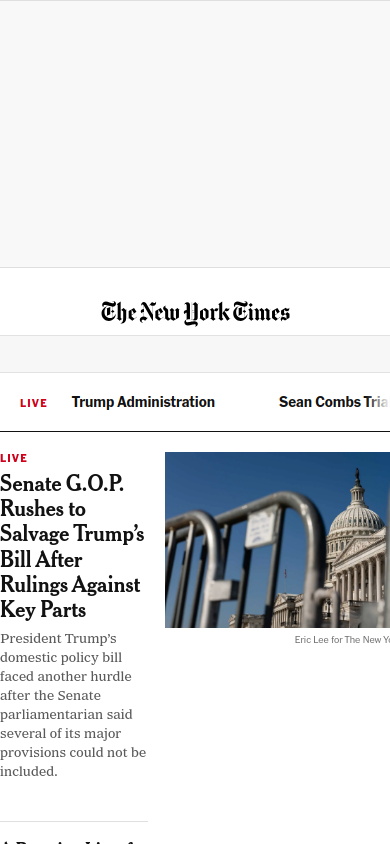 The New York Times
LIVE
Trump Administration
Sean Combs Tria
LIVE
Senate G.O.P.
Rushes to
Salvage Trump's
Bill After
Rulings Against
Key Parts
President Trump's
domestic policy bill
faced another hurdle
after the Senate
parliamentarian said
several of its major
provisions could not be
included.
Eric Lee for The New Yo